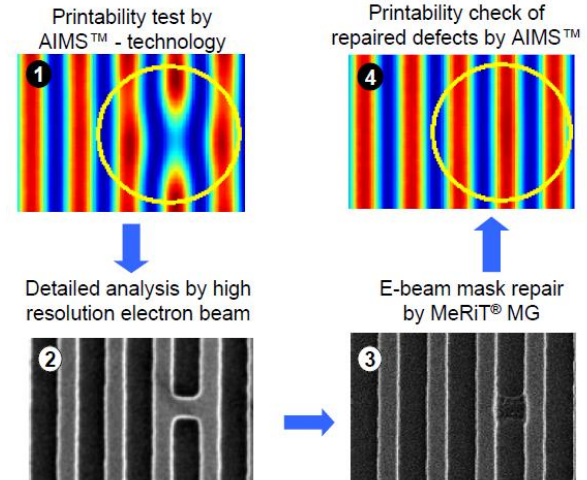 Printability test by
AIMS™ - technology
1
Printability check of
repaired defects by AIMS™
4
Detailed analysis by high
resolution electron beam
2
E-beam mask repair
by MeRiT® MG
3